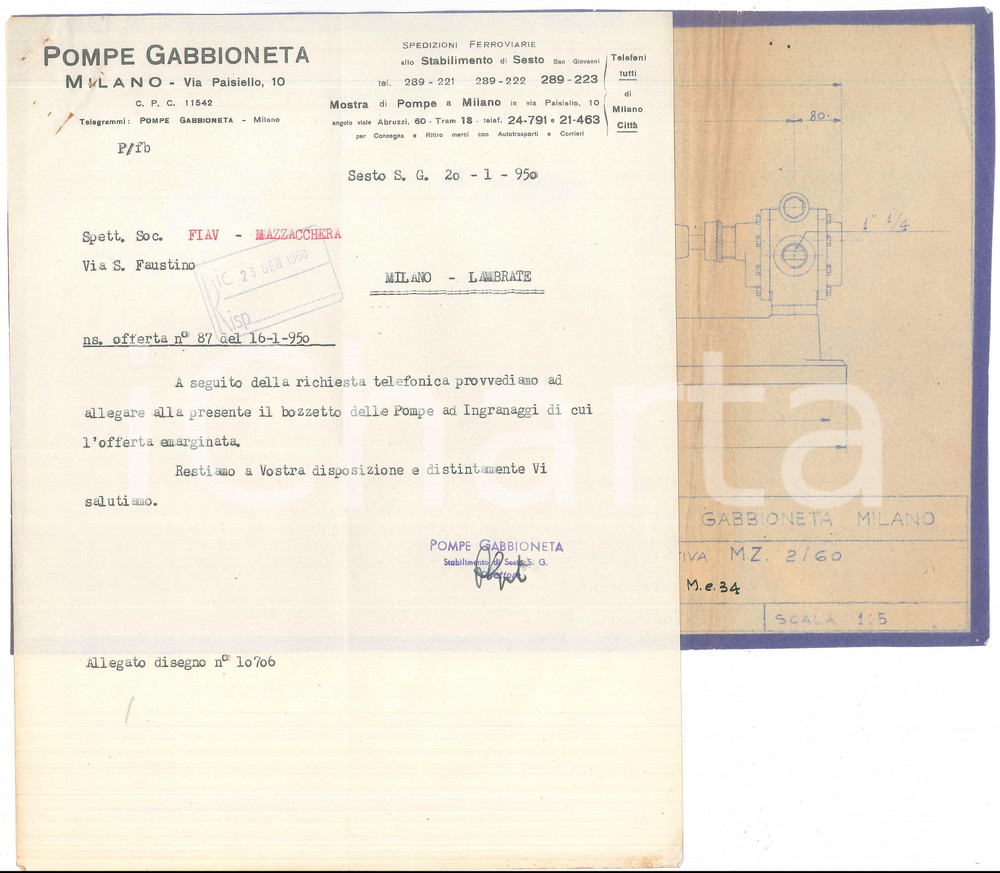 POMPE GABBIONETA
MILANO - Via Paisiello, 10
C. P. C. 11542
Telegrammi: POMPE GABBIONETA - Milano
SPEDIZIONI FERROVIARIE
allo Stabilimento di Sesto San Giovanni
tel. 289-221 289-222 289-223
Mostra di Pompe a Milano in via Paisiello, 10
angolo viale Abruzzi, 60 - Tram 18 - telef. 24-791 e 21-463
per Consegna e Ritiro merci con Autotrasporti e Corrieri
Telefoni
tutti
di
Milano
Città
P/fb
Sesto S. G. 20 - 1 - 950
Spett. Soc. FIAV - MAZZACCHERA
Via S. Faustino
RIC. 23 GEN 1950
Risp.
MILANO - LAMBRATE
ns. offerta n° 87 del 16-1-950
A seguito della richiesta telefonica provvediamo ad
allegare alla presente il bozzetto delle Pompe ad Ingranaggi di cui
l'offerta emarginata.
Restiamo a Vostra disposizione e distintamente Vi
salutiamo.
POMPE GABBIONETA
Stabilimento di Sesto S. G.
Allegato disegno n° 10706
80
1" 1/4
GABBIONETA MILANO
TIVA MZ. 2/60
M.e.34
SCALA 1:5
iCharta